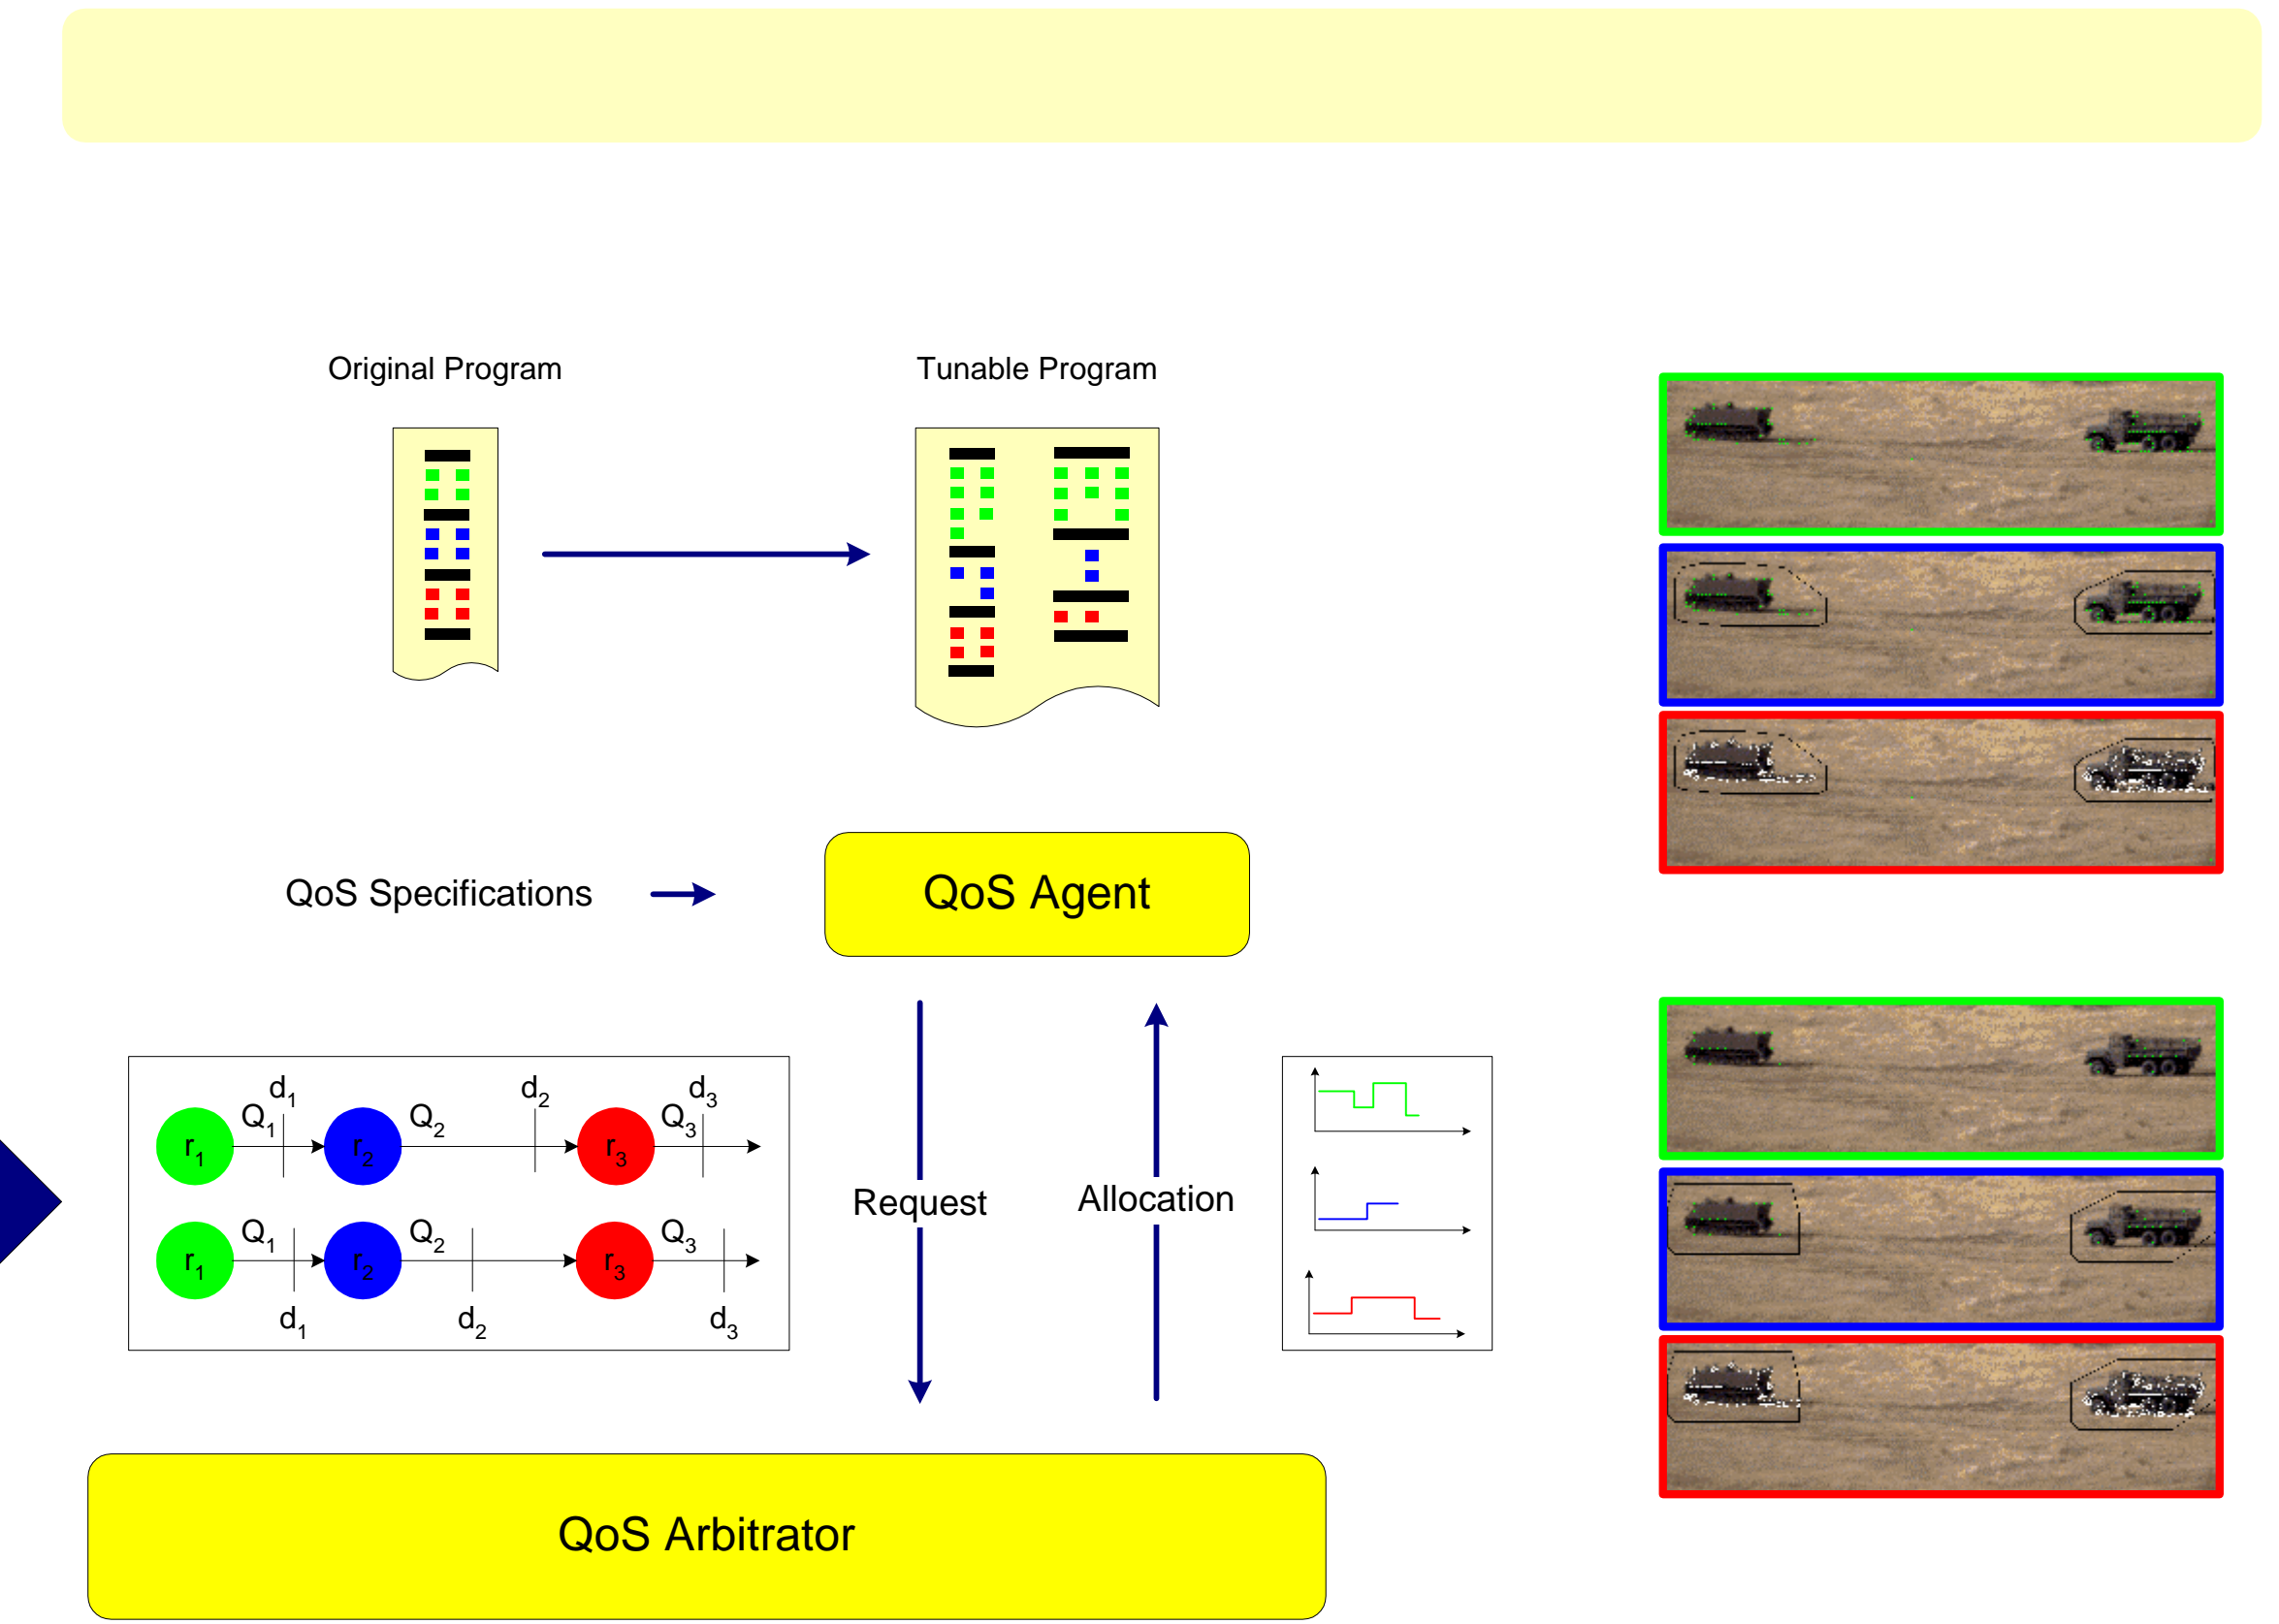 Original Program
Tunable Program
QoS Specifications
QoS Agent
d1 d2 d3
Q1 Q2 Q3
r1 r2 r3
Request
Allocation
Q1 Q2 Q3
r1 r2 r3
d1 d2 d3
QoS Arbitrator